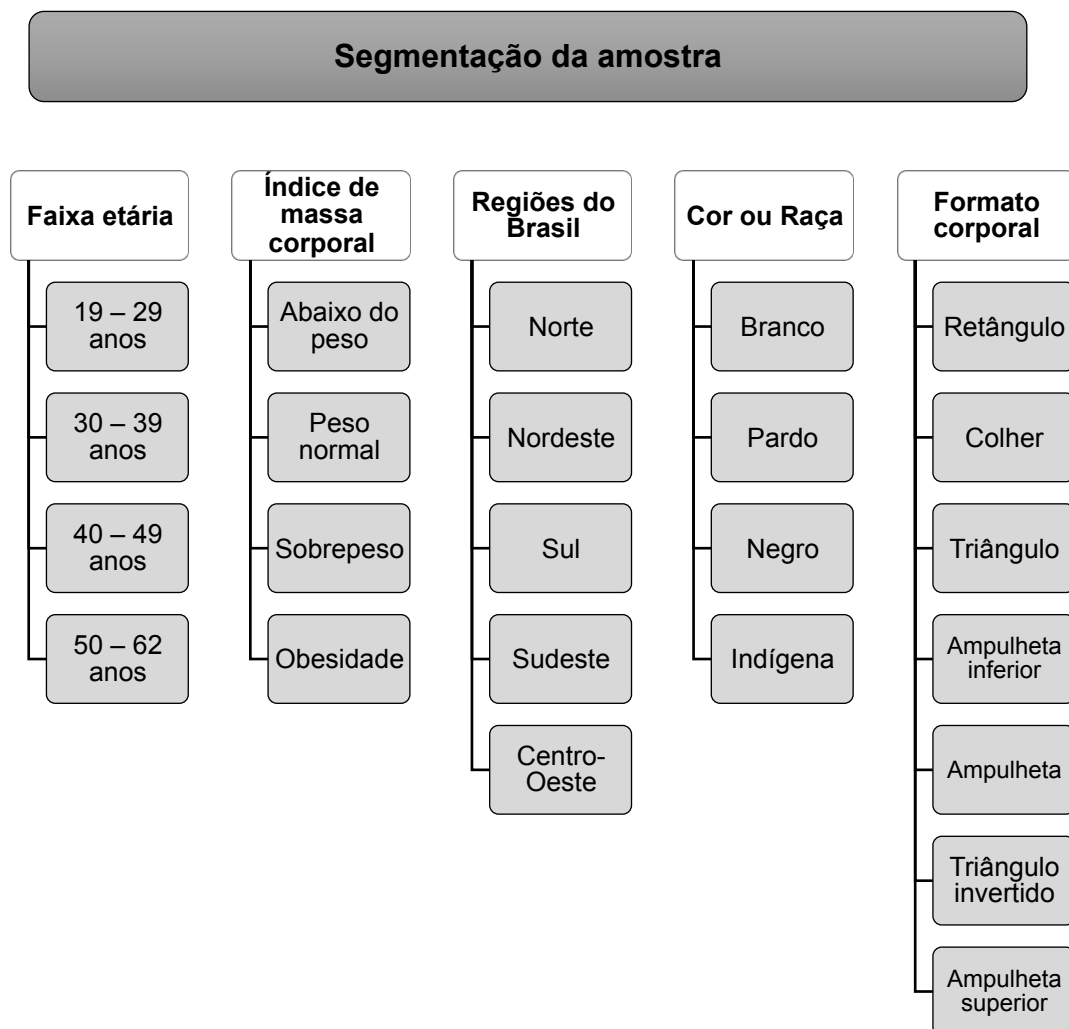 Segmentação da amostra
Faixa etária
19 – 29
anos
30 – 39
anos
40 – 49
anos
50 – 62
anos
Índice de
massa
corporal
Abaixo do
peso
Peso
normal
Sobrepeso
Obesidade
Regiões do
Brasil
Norte
Nordeste
Sul
Sudeste
Centro-
Oeste
Cor ou Raça
Branco
Pardo
Negro
Indígena
Formato
corporal
Retângulo
Colher
Triângulo
Ampulheta
inferior
Ampulheta
Triângulo
invertido
Ampulheta
superior